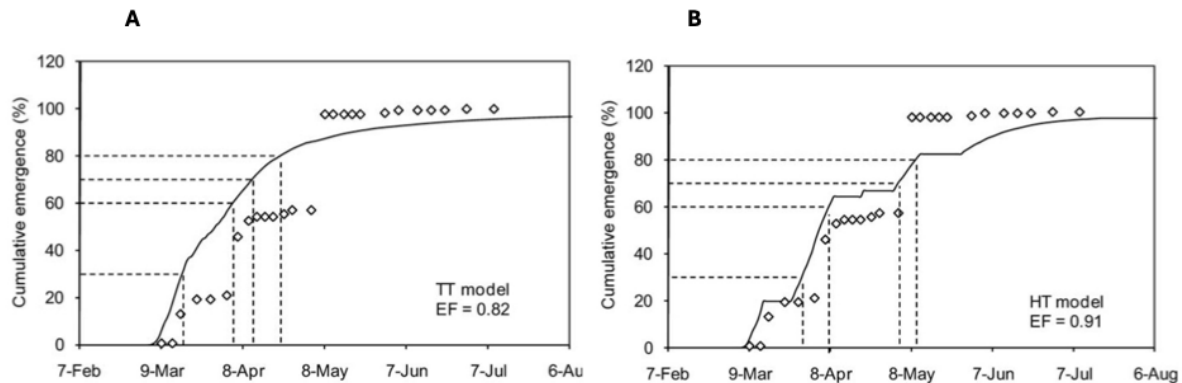 A
B
Cumulative emergence (%)
120
100
80
60
40
20
0
7-Feb 9-Mar 8-Apr 8-May 7-Jun 7-Jul 6-Au
TT model
EF = 0.82
Cumulative emergence (%)
120
100
80
60
40
20
0
7-Feb 9-Mar 8-Apr 8-May 7-Jun 7-Jul 6-Aug
HT model
EF = 0.91